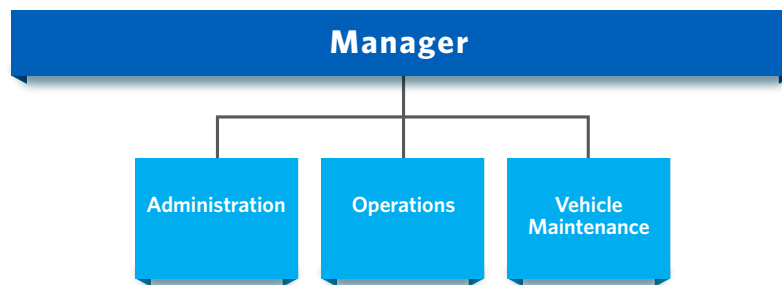 Manager
Administration
Operations
Vehicle
Maintenance